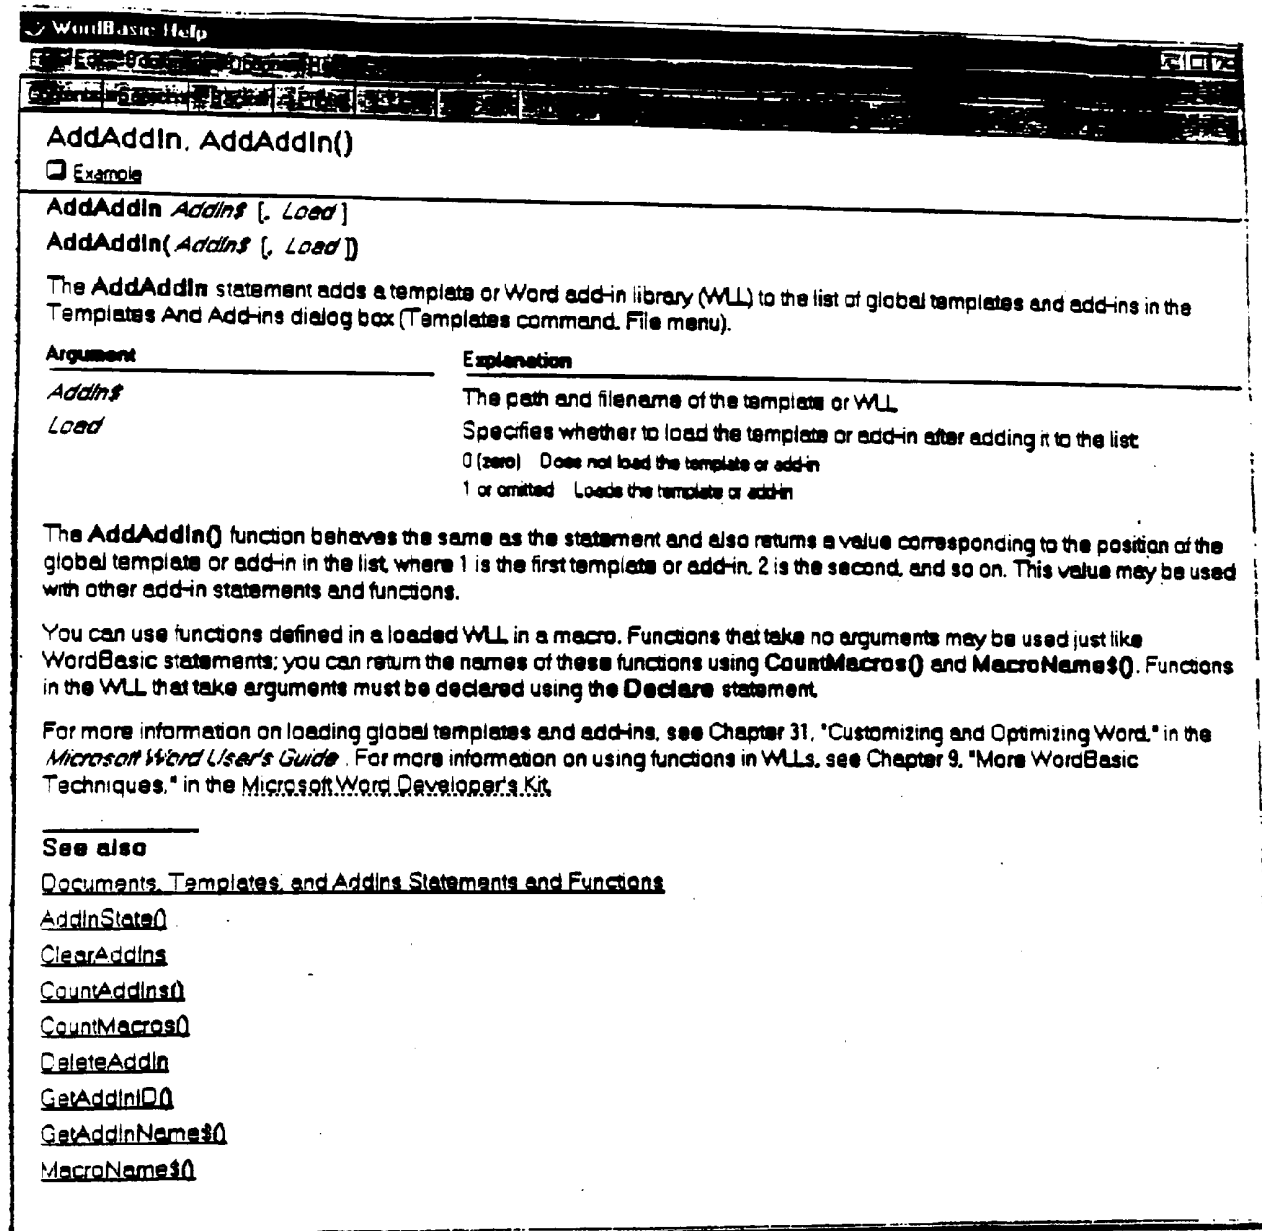 WordBasic Help
AddAddIn, AddAddIn()
Example
AddAddIn AddIn$ [, Load]
AddAddIn(AddIn$ [, Load])
The AddAddIn statement adds a template or Word add-in library (WLL) to the list of global templates and add-ins in the
Templates And Add-ins dialog box (Templates command, File menu).
Argument Explanation
AddIn$ The path and filename of the template or WLL
Load Specifies whether to load the template or add-in after adding it to the list:
0 (zero) Does not load the template or add-in
1 or omitted Loads the template or add-in
The AddAddIn() function behaves the same as the statement and also returns a value corresponding to the position of the
global template or add-in in the list, where 1 is the first template or add-in, 2 is the second, and so on. This value may be used
with other add-in statements and functions.
You can use functions defined in a loaded WLL in a macro. Functions that take no arguments may be used just like
WordBasic statements; you can return the names of these functions using CountMacros() and MacroName$(). Functions
in the WLL that take arguments must be declared using the Declare statement.
For more information on loading global templates and add-ins, see Chapter 31, "Customizing and Optimizing Word," in the
Microsoft Word User's Guide. For more information on using functions in WLLs, see Chapter 9, "More WordBasic
Techniques," in the Microsoft Word Developer's Kit.
See also
Documents, Templates, and AddIns Statements and Functions
AddInState()
ClearAddIns
CountAddIns()
CountMacros()
DeleteAddIn
GetAddInID()
GetAddInName$()
MacroName$()